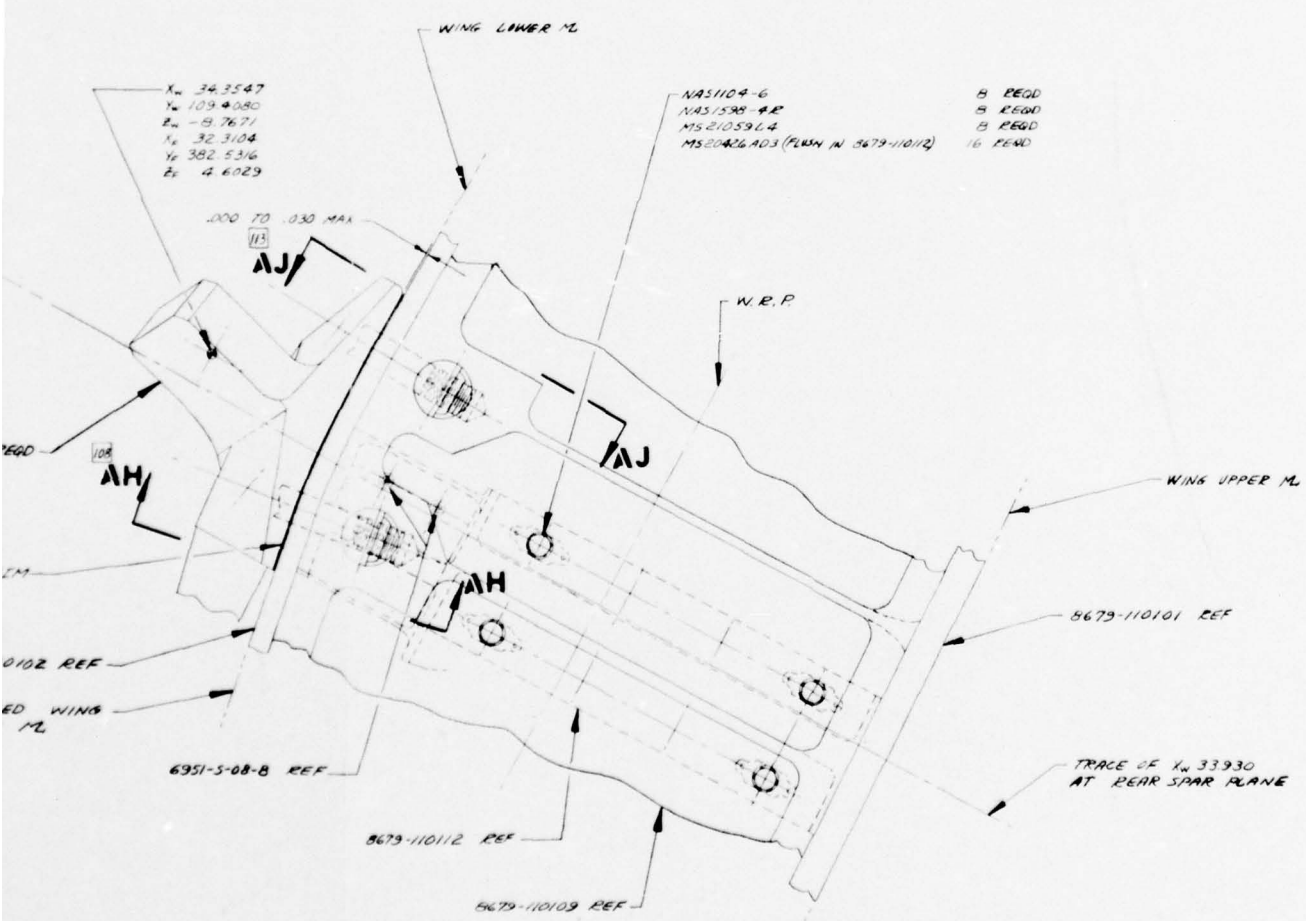 WING LOWER ML
Xw 34.3547
Yw 109.4080
Zw -8.7671
XF 32.3104
YF 382.5316
ZF 4.6029
NAS1104-6 8 REQD
NAS1598-4R 8 REQD
MS21059L4 8 REQD
MS20426AD3 (FLUSH IN 8679-110112) 16 REQD
.000 TO .030 MAX
113
AJ
W.R.P.
REQD
108
AH
AJ
WING UPPER ML
IM
AH
8679-110101 REF
0102 REF
ED WING
ML
6951-S-08-8 REF
TRACE OF Xw 33.930
AT REAR SPAR PLANE
8679-110112 REF
8679-110109 REF